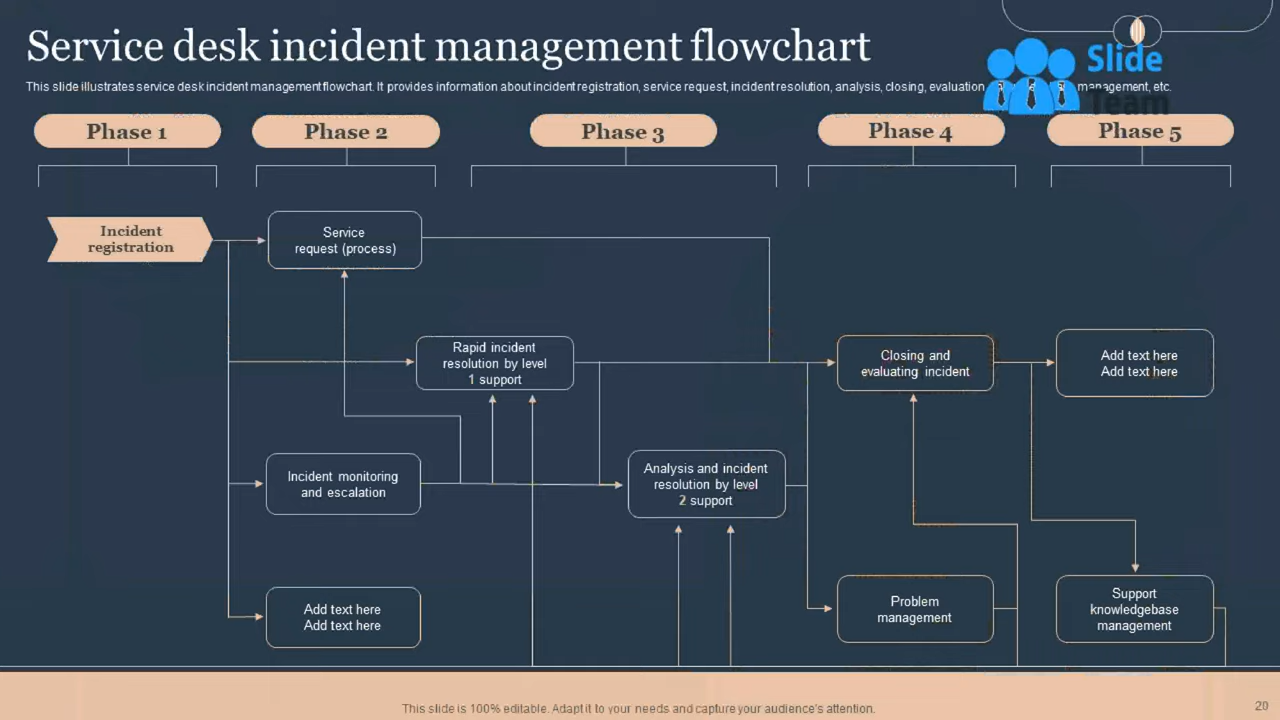 Service desk incident management flowchart
Slide
Team
This slide illustrates service desk incident management flowchart. It provides information about incident registration, service request, incident resolution, analysis, closing, evaluation management, etc.
Phase 1
Phase 2
Phase 3
Phase 4
Phase 5
Incident
registration
Service
request (process)
Rapid incident
resolution by level
1 support
Closing and
evaluating incident
Add text here
Add text here
Incident monitoring
and escalation
Analysis and incident
resolution by level
2 support
Add text here
Add text here
Problem
management
Support
knowledgebase
management
This slide is 100% editable. Adapt it to your needs and capture your audience's attention.
20